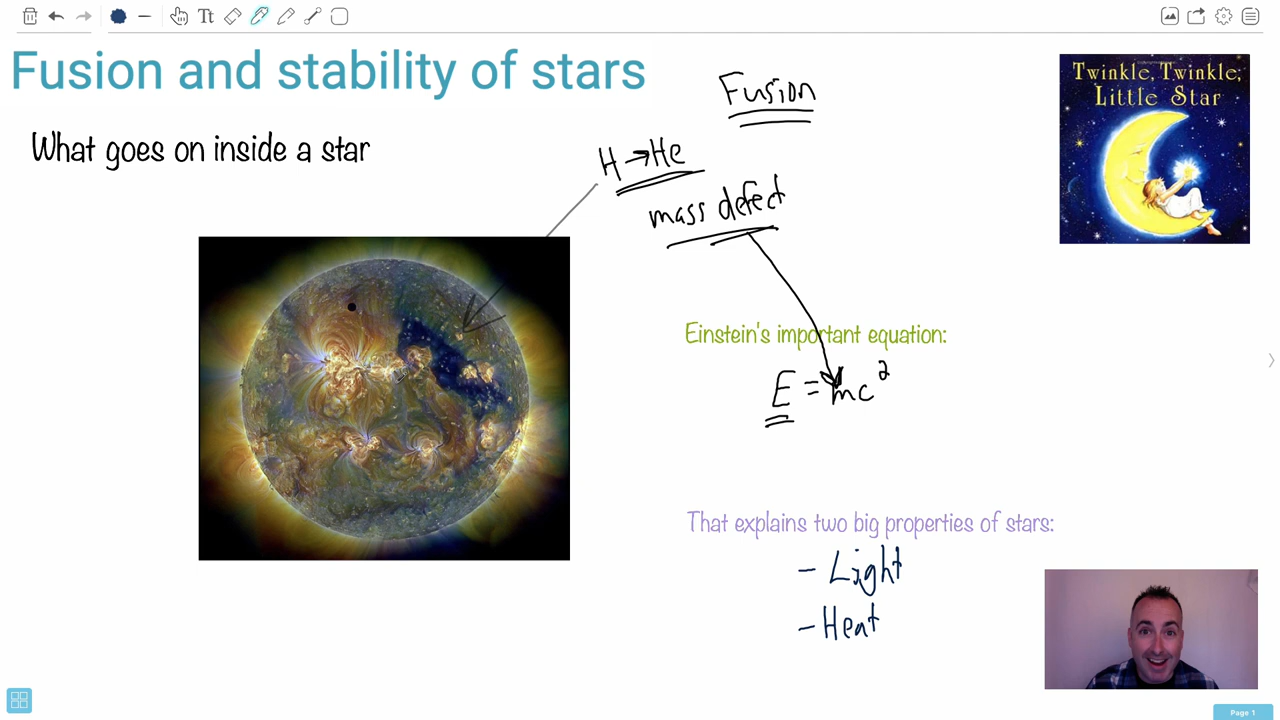 Fusion and stability of stars
What goes on inside a star
Fusion
H → He
mass defect
Einstein's important equation:
E = mc²
That explains two big properties of stars:
- Light
- Heat
Twinkle, Twinkle,
Little Star
Tt
Page 1